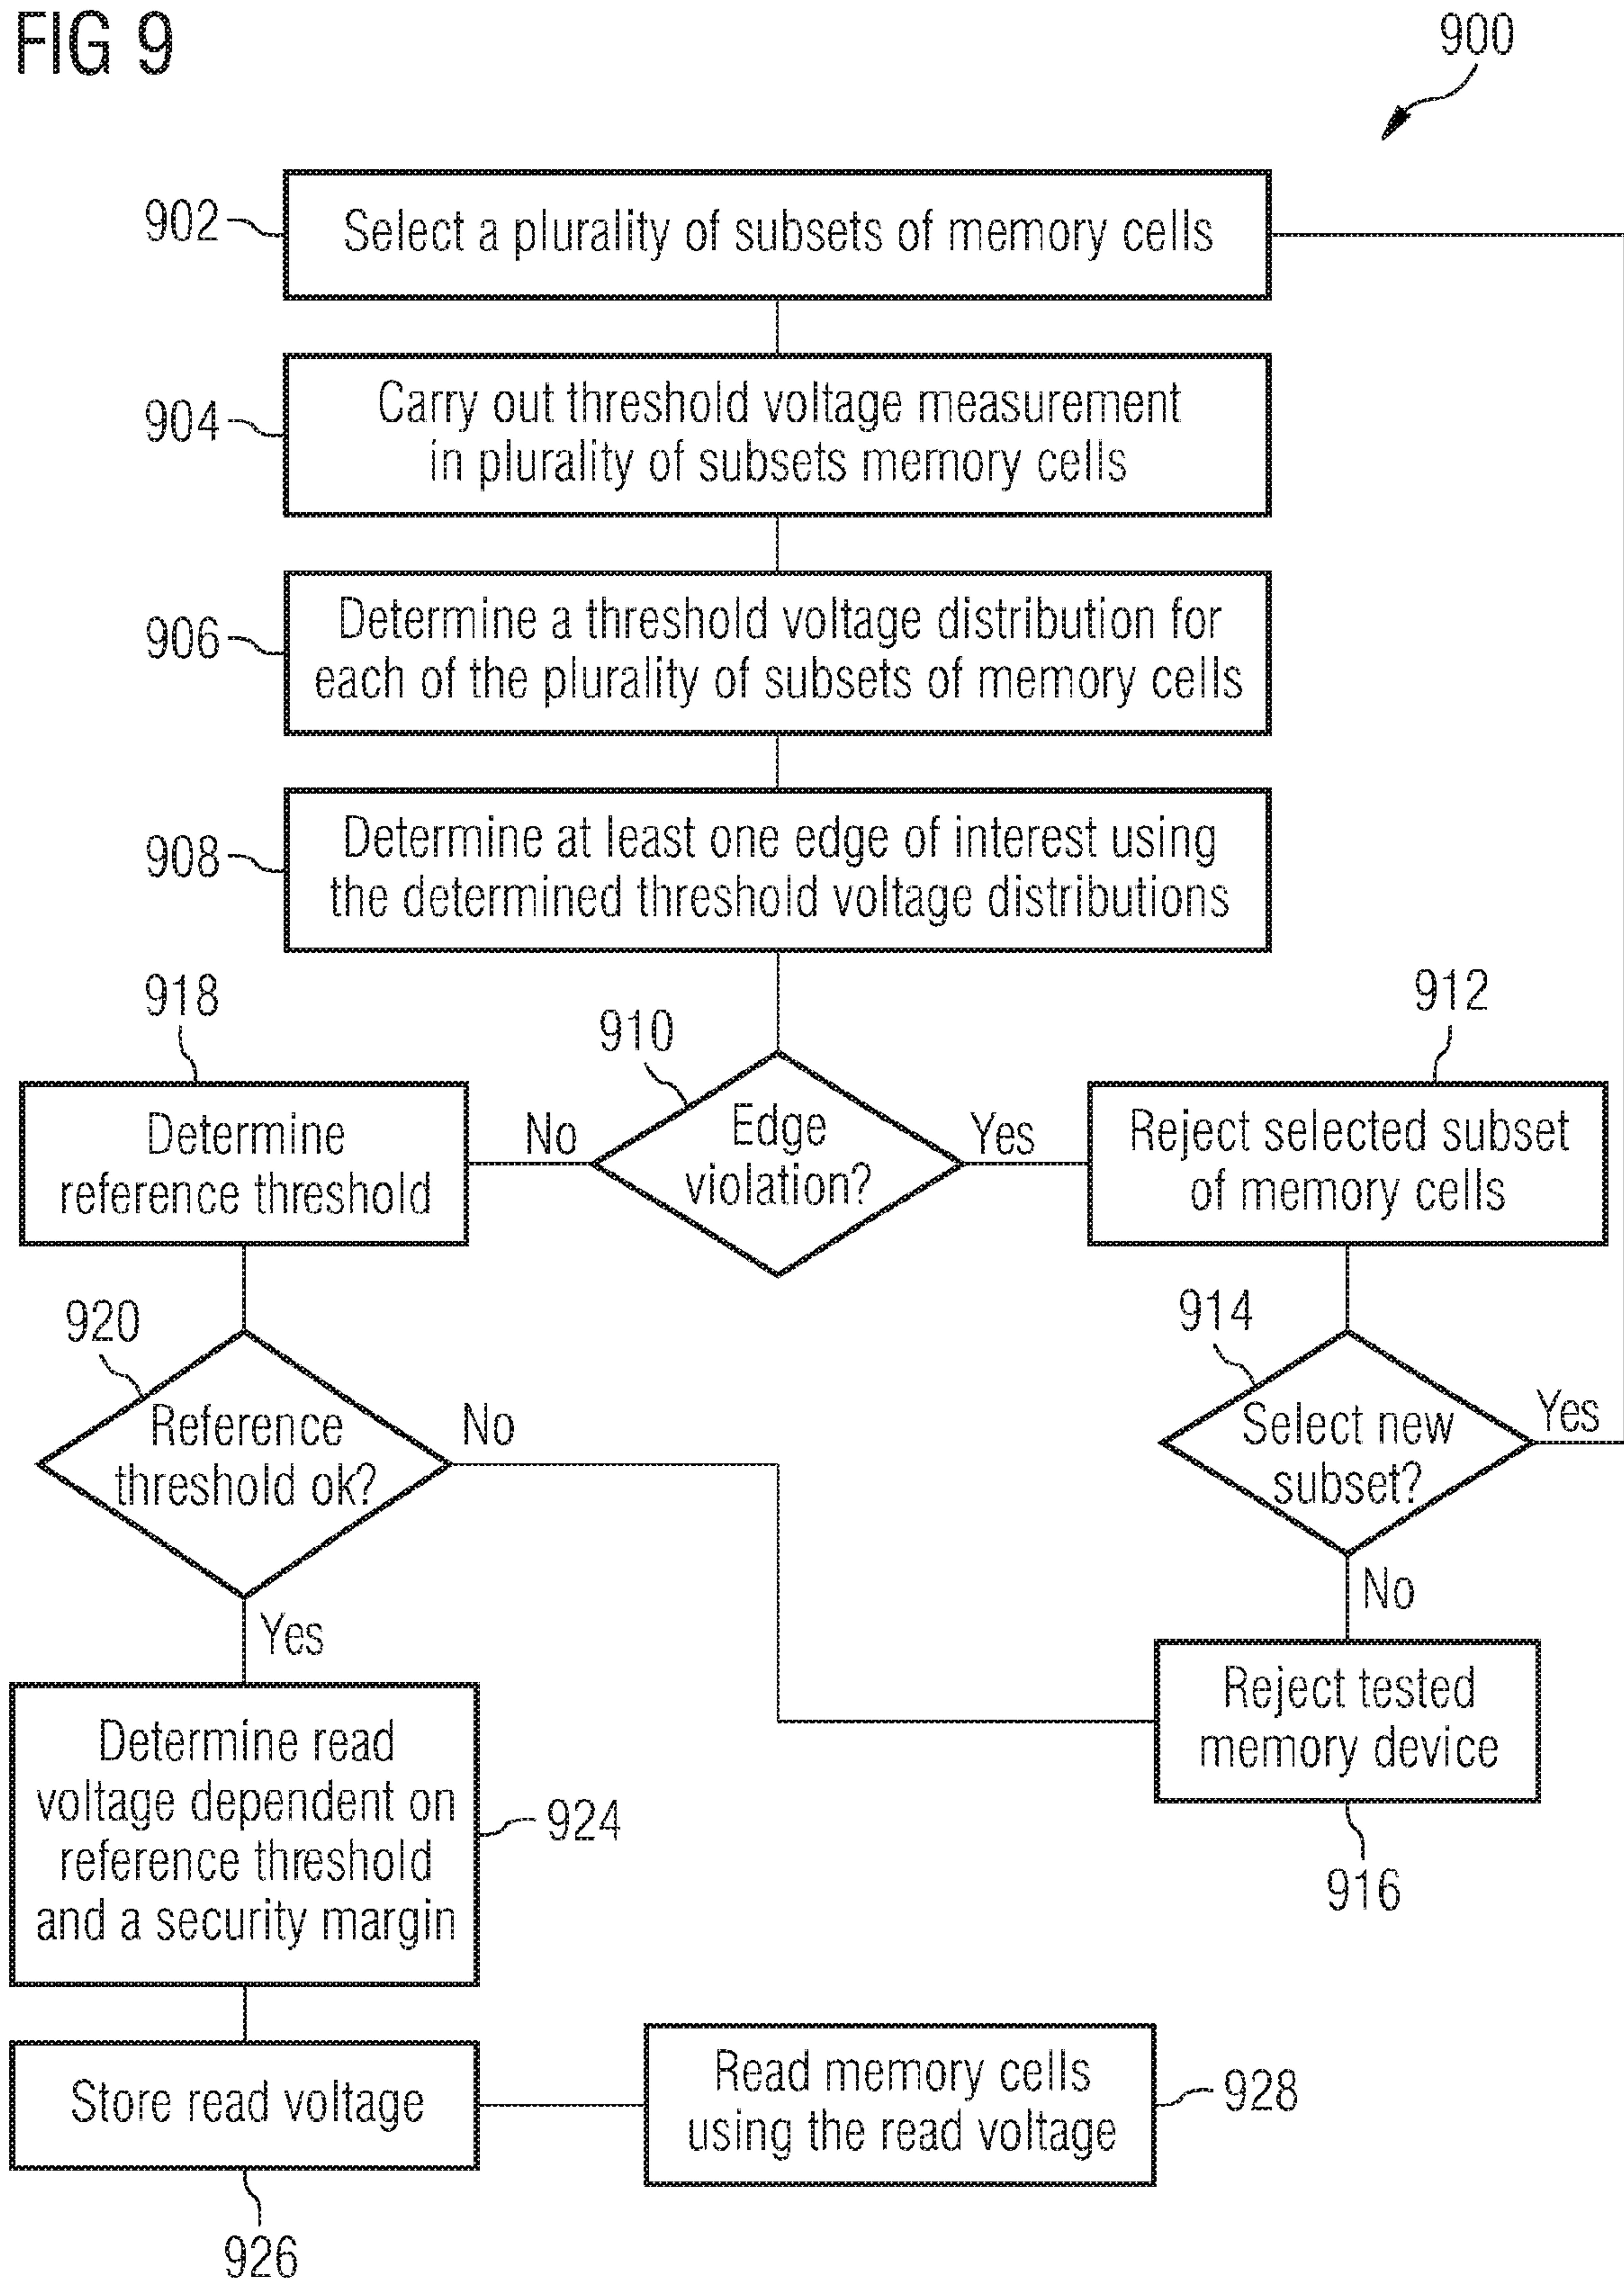 FIG 9
900
902
Select a plurality of subsets of memory cells
904
Carry out threshold voltage measurement
in plurality of subsets memory cells
906
Determine a threshold voltage distribution for
each of the plurality of subsets of memory cells
908
Determine at least one edge of interest using
the determined threshold voltage distributions
918
910
912
Determine
reference threshold
No
Edge
violation?
Yes
Reject selected subset
of memory cells
920
Reference
threshold ok?
No
914
Select new
subset?
Yes
No
Yes
Reject tested
memory device
916
Determine read
voltage dependent on
reference threshold
and a security margin
924
Store read voltage
926
Read memory cells
using the read voltage
928